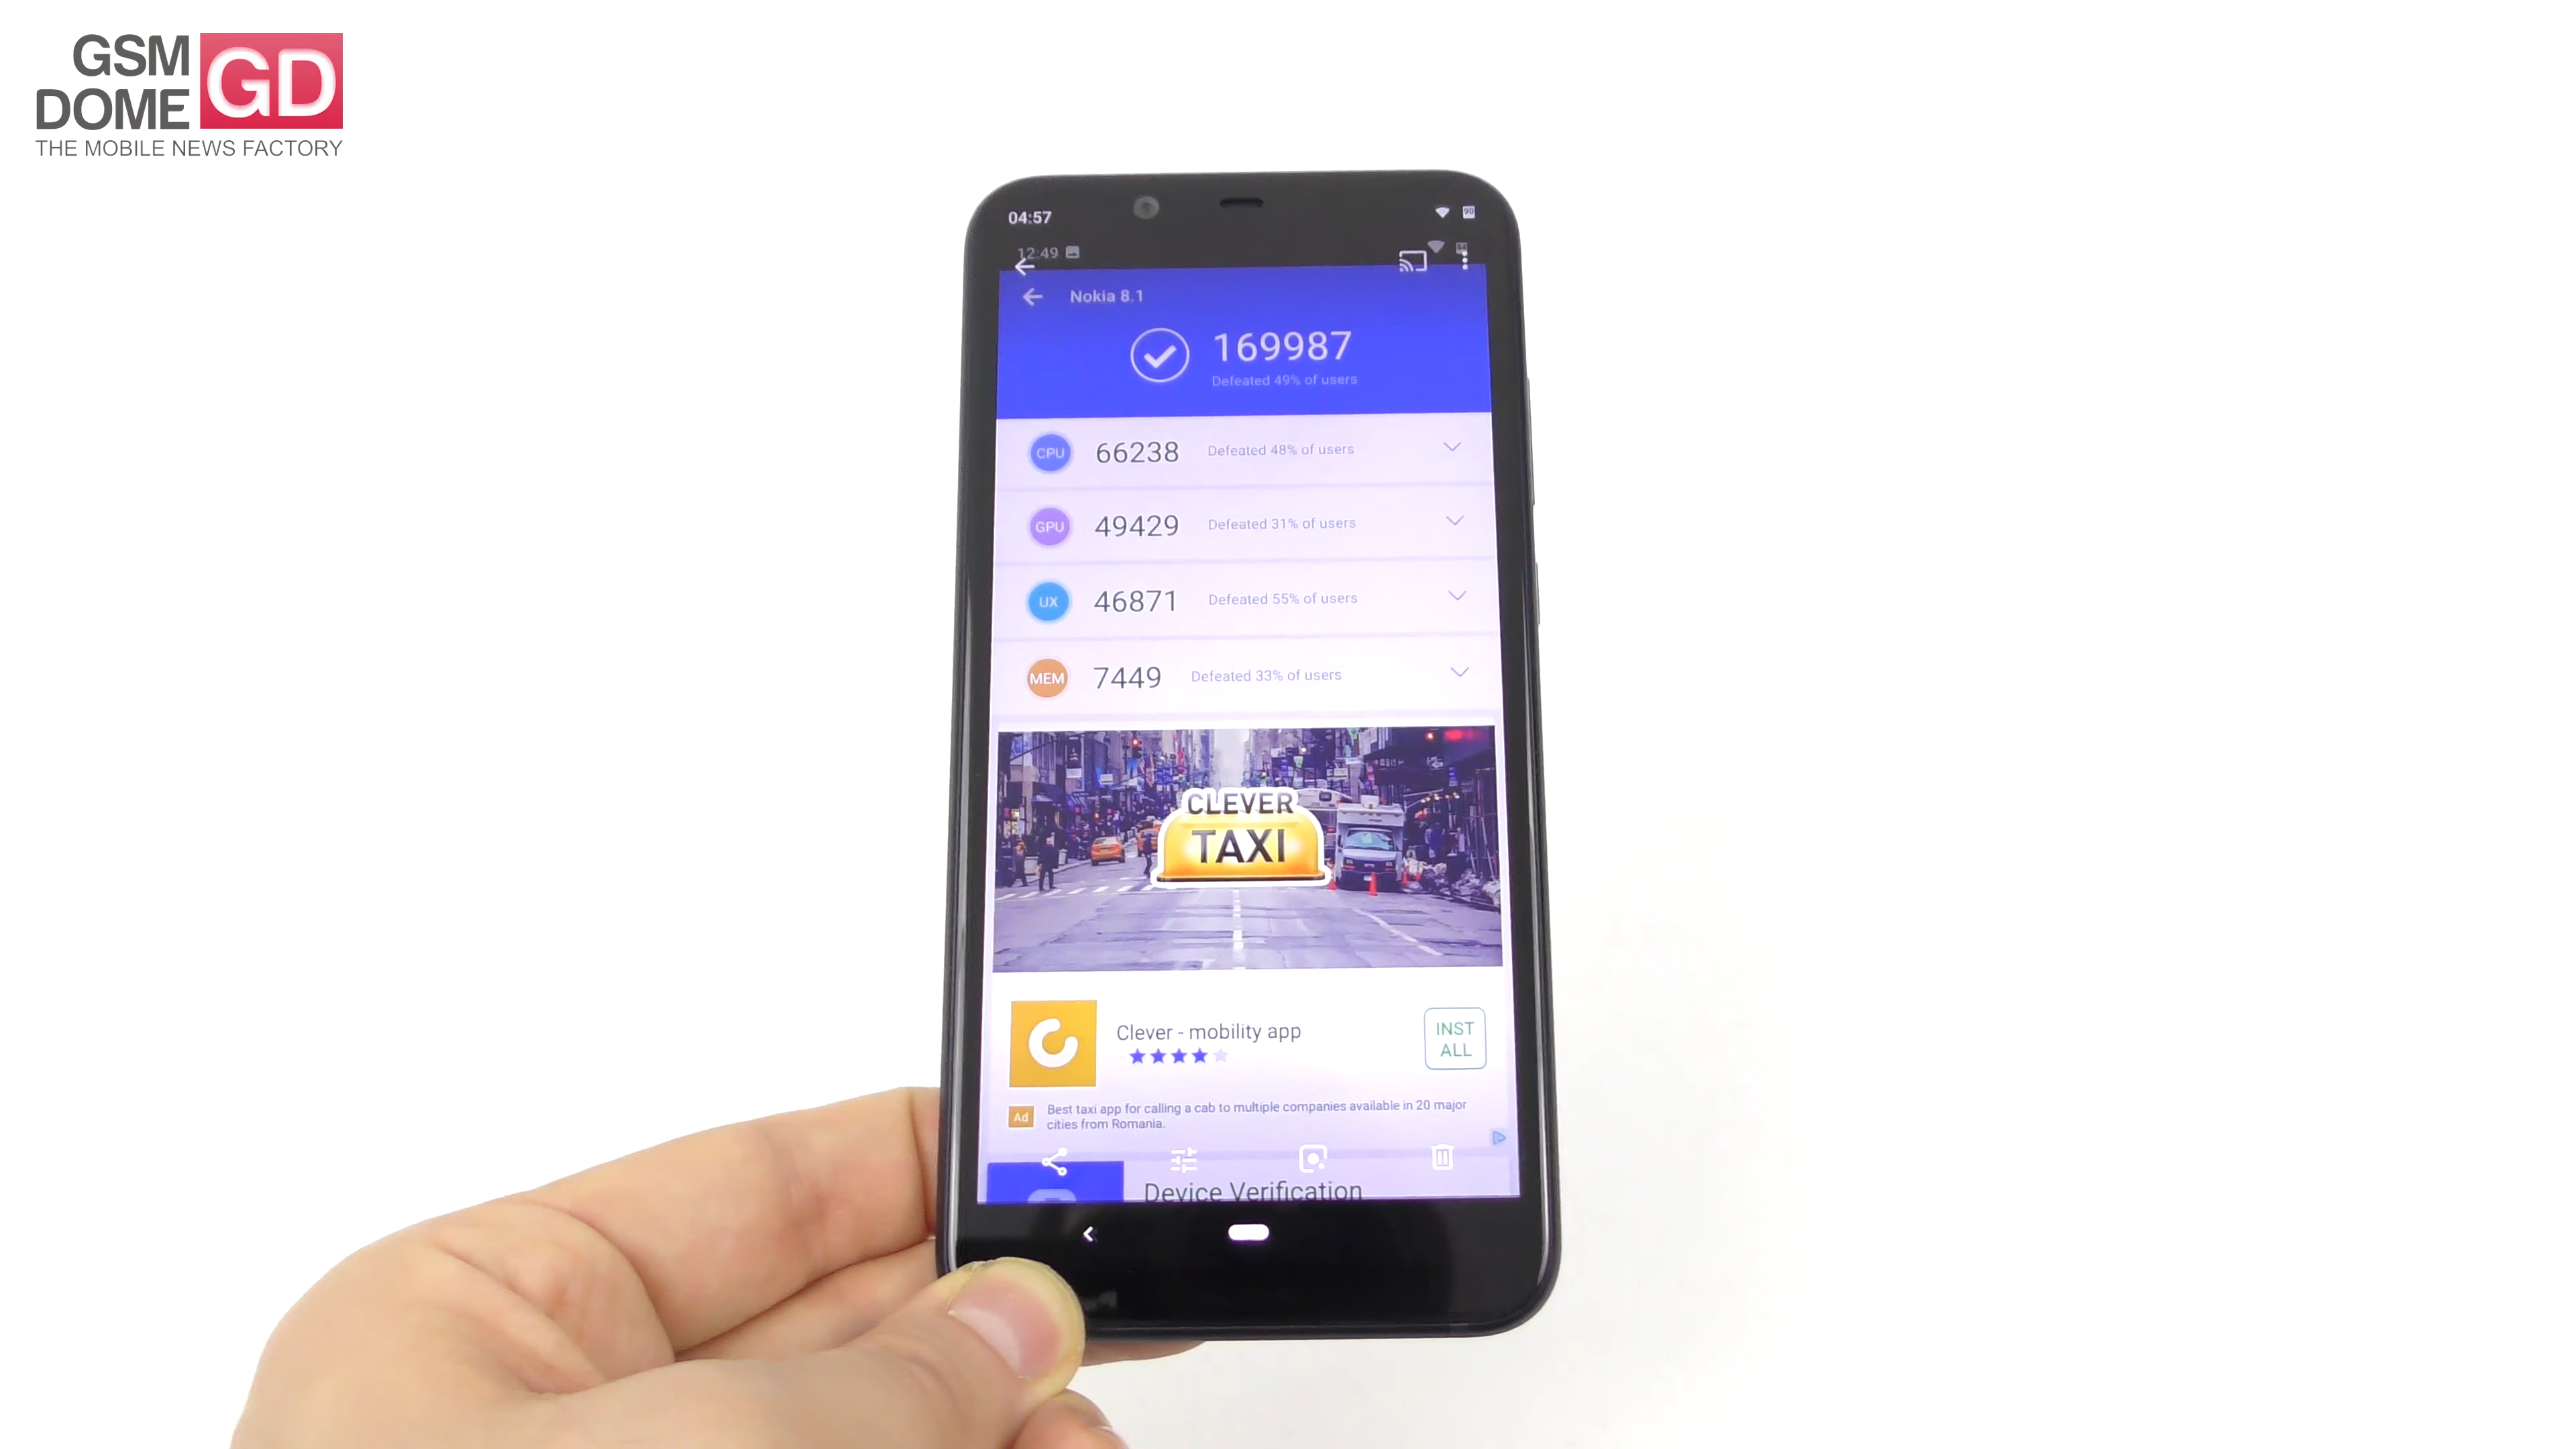 GSM
DOME
GD
THE MOBILE NEWS FACTORY
04:57
90
12:49
Nokia 8.1
169987
Defeated 49% of users
CPU 66238 Defeated 48% of users
GPU 49429 Defeated 31% of users
UX 46871 Defeated 55% of users
MEM 7449 Defeated 33% of users
CLEVER
TAXI
Clever - mobility app
INST
ALL
Ad
Best taxi app for calling a cab to multiple companies available in 20 major
cities from Romania.
Device Verification